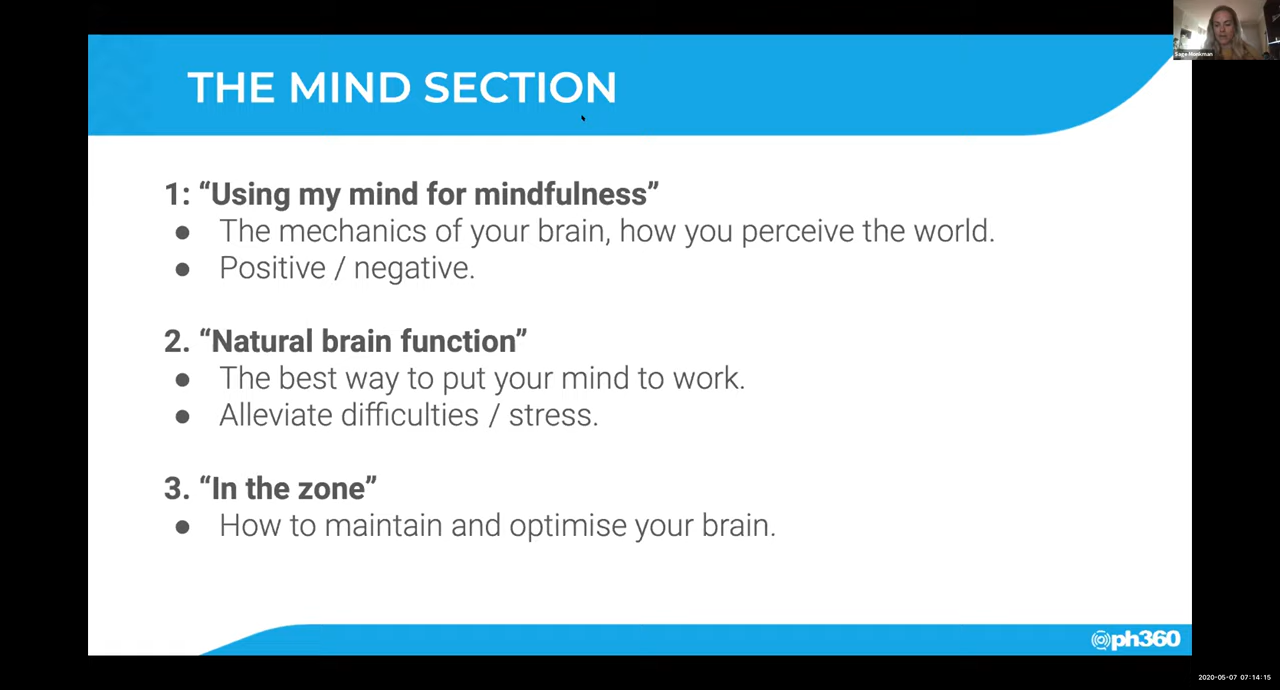 THE MIND SECTION
Sage Monkman
1: “Using my mind for mindfulness”
● The mechanics of your brain, how you perceive the world.
● Positive / negative.
2. “Natural brain function”
● The best way to put your mind to work.
● Alleviate difficulties / stress.
3. “In the zone”
● How to maintain and optimise your brain.
ph360
2020-05-07 07:14:15